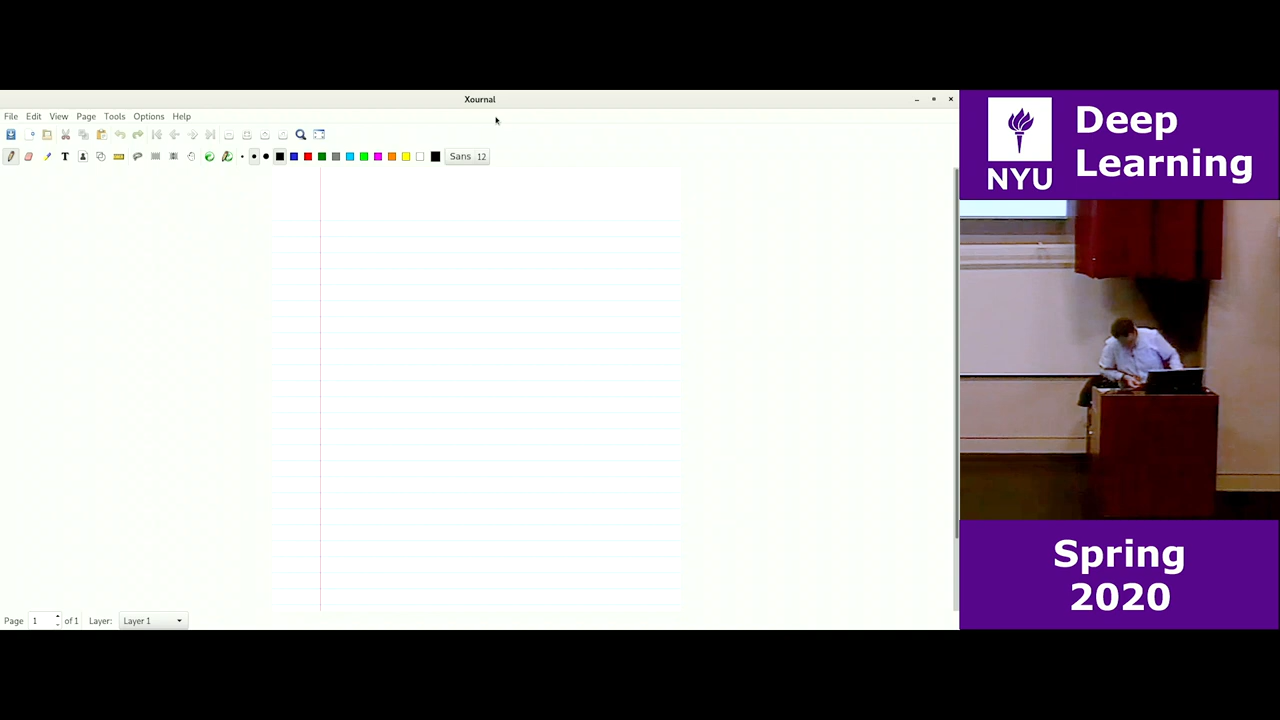 Xournal
File Edit View Page Tools Options Help
T Sans 12
Page 1 of 1 Layer: Layer 1
NYU
Deep
Learning
Spring
2020